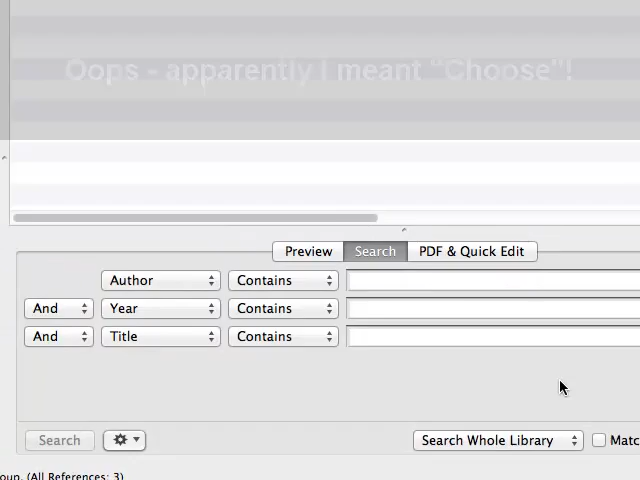 Oops - apparently I meant "Choose"!
Preview Search PDF & Quick Edit
Author Contains
And Year Contains
And Title Contains
Search Search Whole Library Matc
oup. (All References: 3)